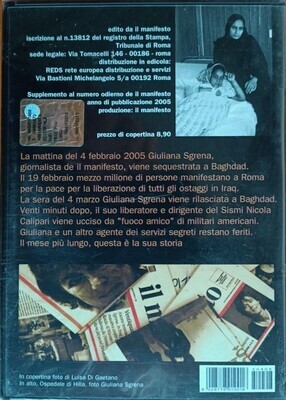 edito da il manifesto
iscrizione al n.13812 del registro della Stampa,
Tribunale di Roma
sede legale: Via Tomacelli 146 - 00186 - roma
distribuzione in edicola:
REDS rete europea distribuzione e servizi
Via Bastioni Michelangelo 5/a 00192 Roma
Supplemento al numero odierno de il manifesto
anno di pubblicazione 2005
produzione: il manifesto
prezzo di copertina 8,90
La mattina del 4 febbraio 2005 Giuliana Sgrena,
giornalista de il manifesto, viene sequestrata a Baghdad.
Il 19 febraio mezzo milione di persone manifestano a Roma
per la pace per la liberazione di tutti gli ostaggi in Iraq.
La sera del 4 marzo Giuliana Sgrena viene rilasciata a Baghdad.
Venti minuti dopo, il suo liberatore e dirigente del Sismi Nicola
Calipari viene ucciso da "fuoco amico" di militari americani.
Giuliana e un altro agente dei servizi segreti restano feriti.
Il mese più lungo, questa è la sua storia
il m
In copertina foto di Luisa Di Gaetano
In alto, Ospedale di Hilla, foto Giuliana Sgrena